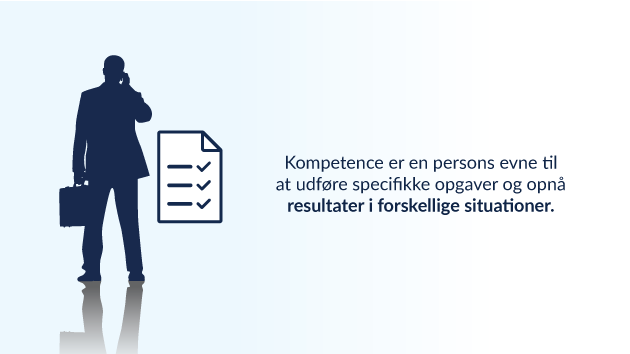 Kompetence er en persons evne til
at udføre specifikke opgaver og opnå
resultater i forskellige situationer.